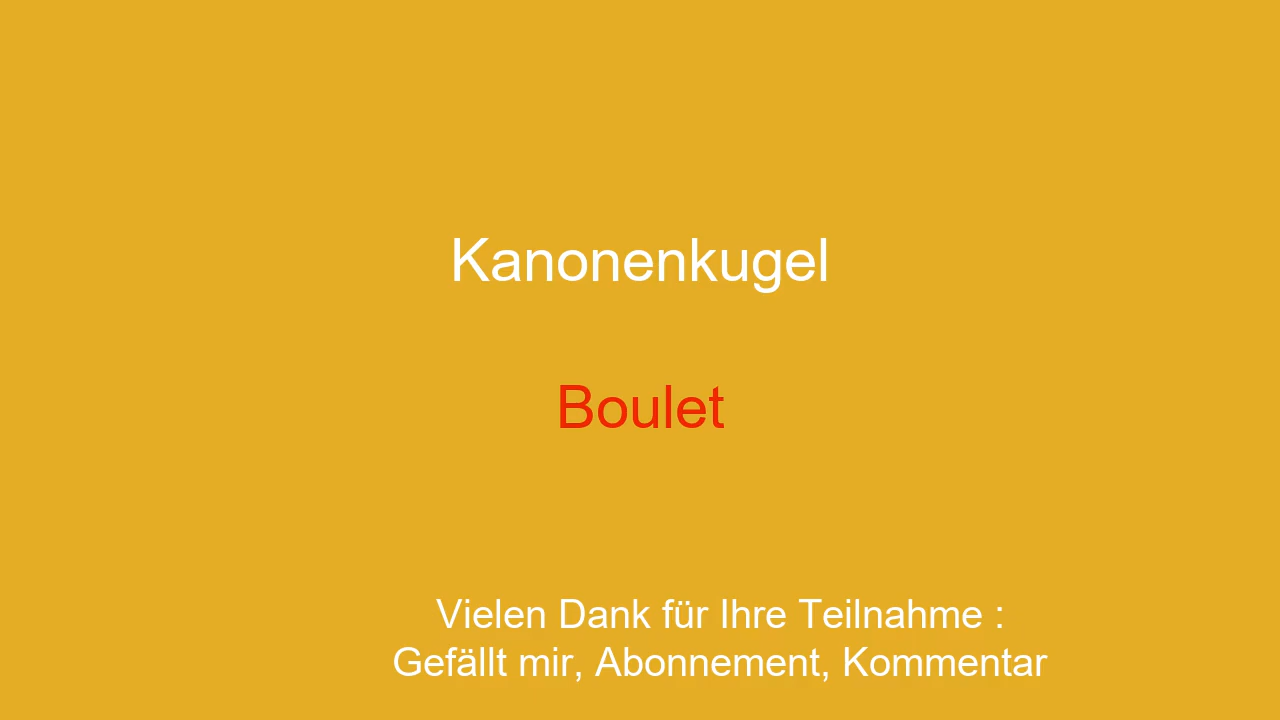 Kanonenkugel
Boulet
Vielen Dank für Ihre Teilnahme :
Gefällt mir, Abonnement, Kommentar